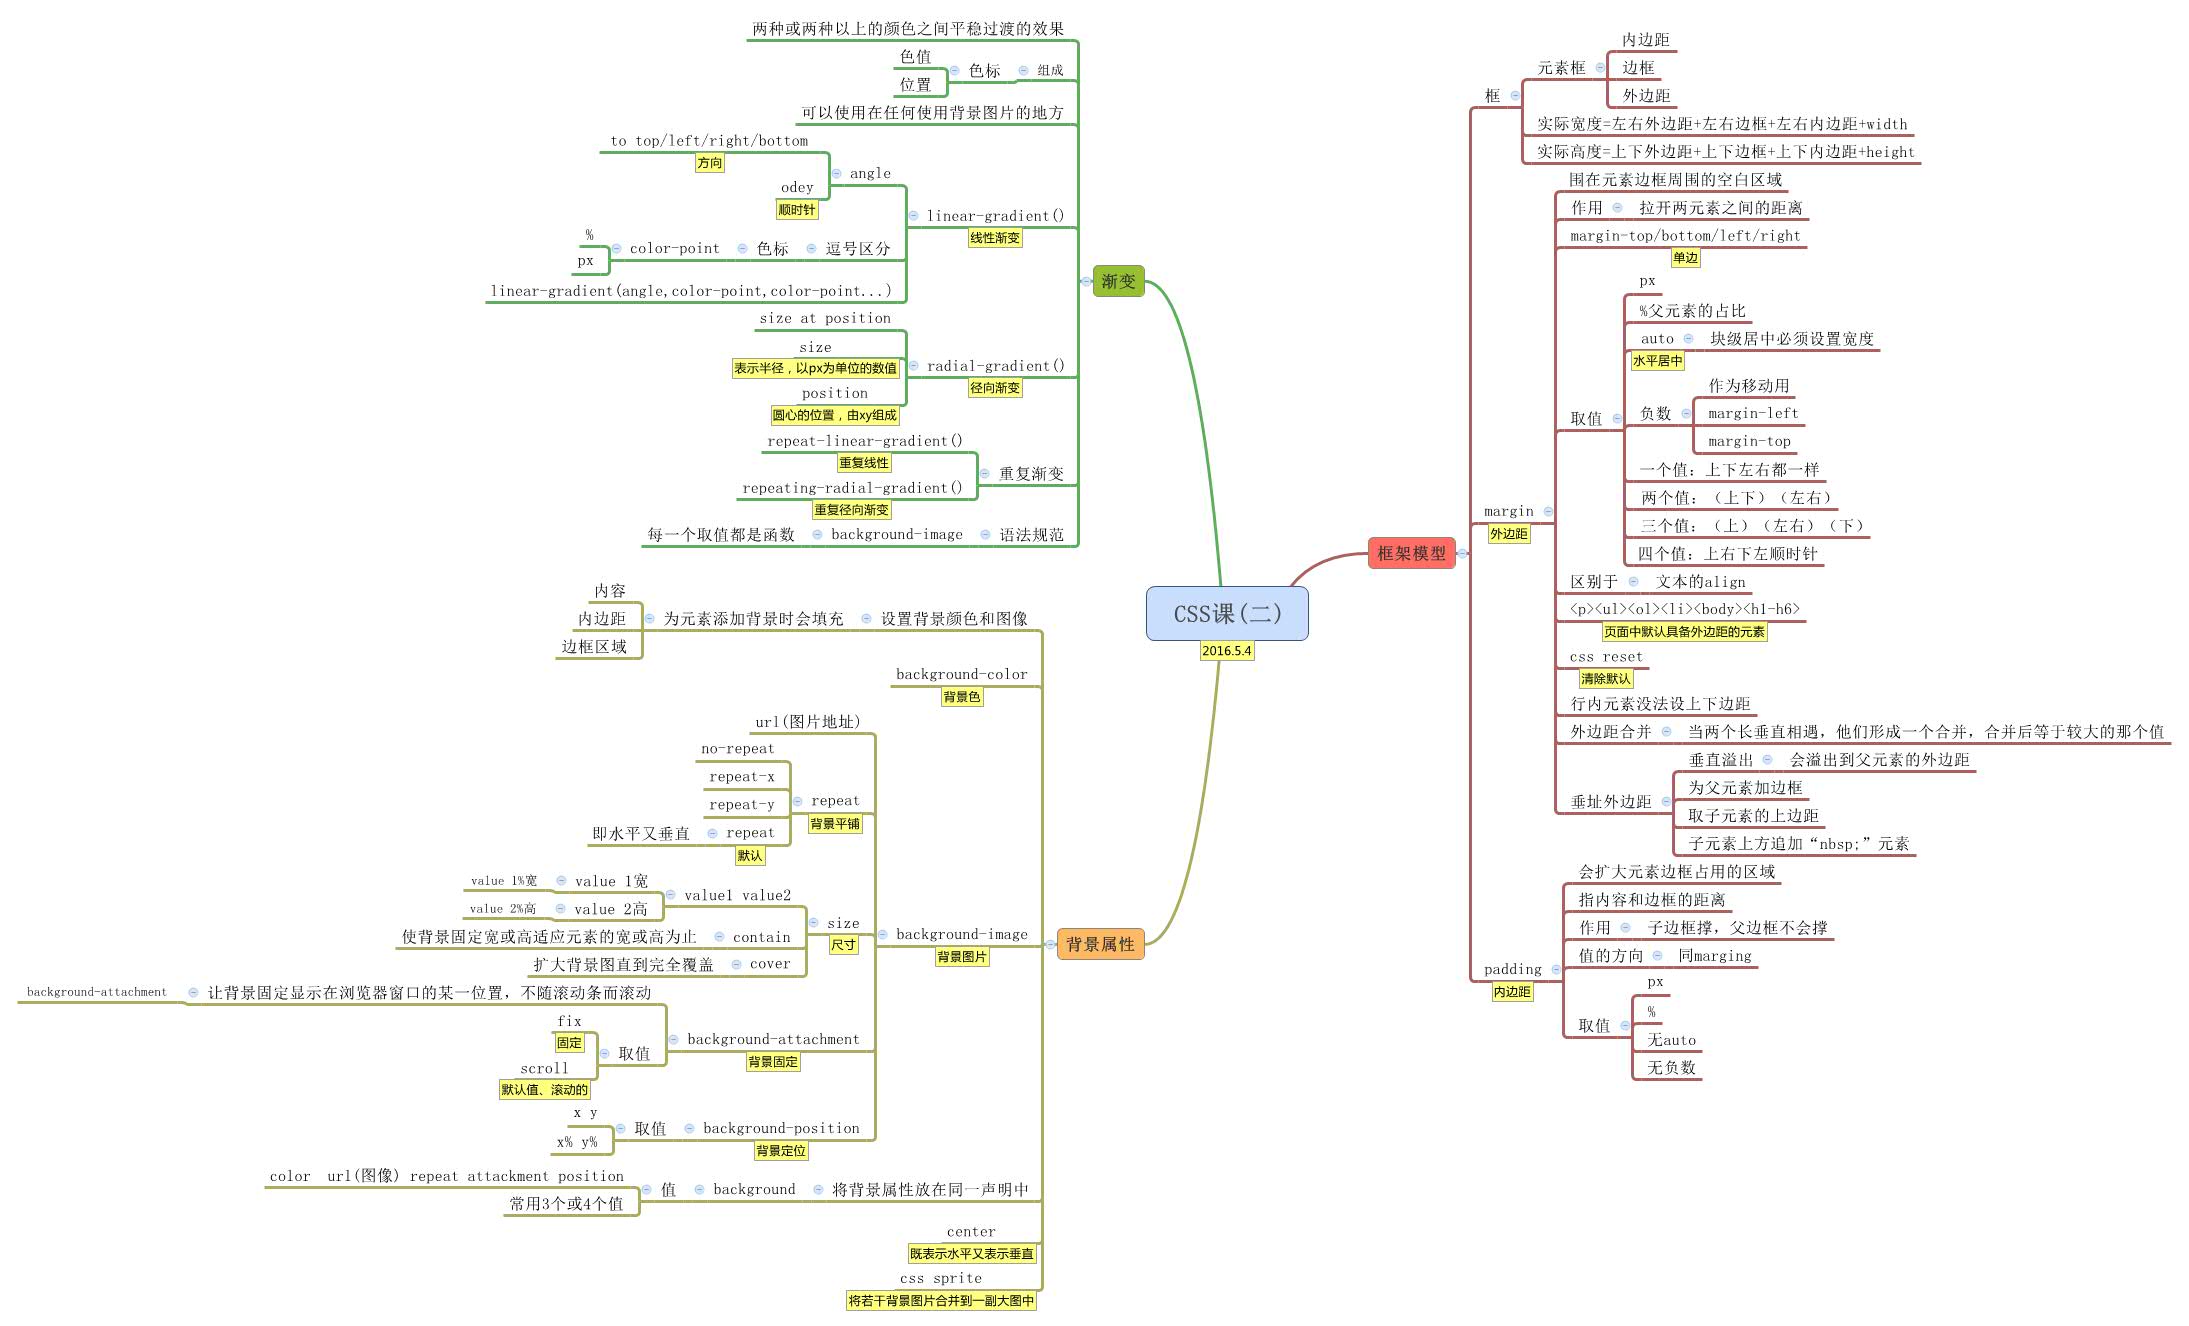 CSS课(二)
2016.5.4
框架模型
框
元素框
内边距
边框
外边距
实际宽度=左右外边距+左右边框+左右内边距+width
实际高度=上下外边距+上下边框+上下内边距+height
margin
外边距
围在元素边框周围的空白区域
作用
拉开两元素之间的距离
margin-top/bottom/left/right
单边
取值
px
%父元素的占比
auto
水平居中
块级居中必须设置宽度
负数
作为移动用
margin-left
margin-top
一个值：上下左右都一样
两个值：（上下）（左右）
三个值：（上）（左右）（下）
四个值：上右下左顺时针
区别于
文本的align
<p><ul><ol><li><body><h1-h6>
页面中默认具备外边距的元素
css reset
清除默认
行内元素没法设上下边距
外边距合并
当两个长垂直相遇，他们形成一个合并，合并后等于较大的那个值
垂址外边距
垂直溢出
会溢出到父元素的外边距
为父元素加边框
取子元素的上边距
子元素上方追加“nbsp;”元素
padding
内边距
会扩大元素边框占用的区域
指内容和边框的距离
作用
子边框撑，父边框不会撑
值的方向
同marging
取值
px
%
无auto
无负数
渐变
两种或两种以上的颜色之间平稳过渡的效果
组成
色标
色值
位置
可以使用在任何使用背景图片的地方
linear-gradient()
线性渐变
angle
to top/left/right/bottom
方向
odey
顺时针
逗号区分
色标
color-point
%
px
linear-gradient(angle,color-point,color-point...)
radial-gradient()
径向渐变
size at position
size
表示半径，以px为单位的数值
position
圆心的位置，由xy组成
重复渐变
repeat-linear-gradient()
重复线性
repeating-radial-gradient()
重复径向渐变
语法规范
background-image
每一个取值都是函数
背景属性
设置背景颜色和图像
为元素添加背景时会填充
内容
内边距
边框区域
background-color
背景色
background-image
背景图片
url(图片地址)
repeat
背景平铺
no-repeat
repeat-x
repeat-y
repeat
默认
即水平又垂直
size
尺寸
value1 value2
value 1宽
value 1%宽
value 2高
value 2%高
contain
使背景固定宽或高适应元素的宽或高为止
cover
扩大背景图直到完全覆盖
background-attachment
背景固定
让背景固定显示在浏览器窗口的某一位置，不随滚动条而滚动
background-attachment
取值
fix
固定
scroll
默认值、滚动的
background-position
背景定位
取值
x y
x% y%
将背景属性放在同一声明中
background
值
color  url(图像) repeat attackment position
常用3个或4个值
center
既表示水平又表示垂直
css sprite
将若干背景图片合并到一副大图中